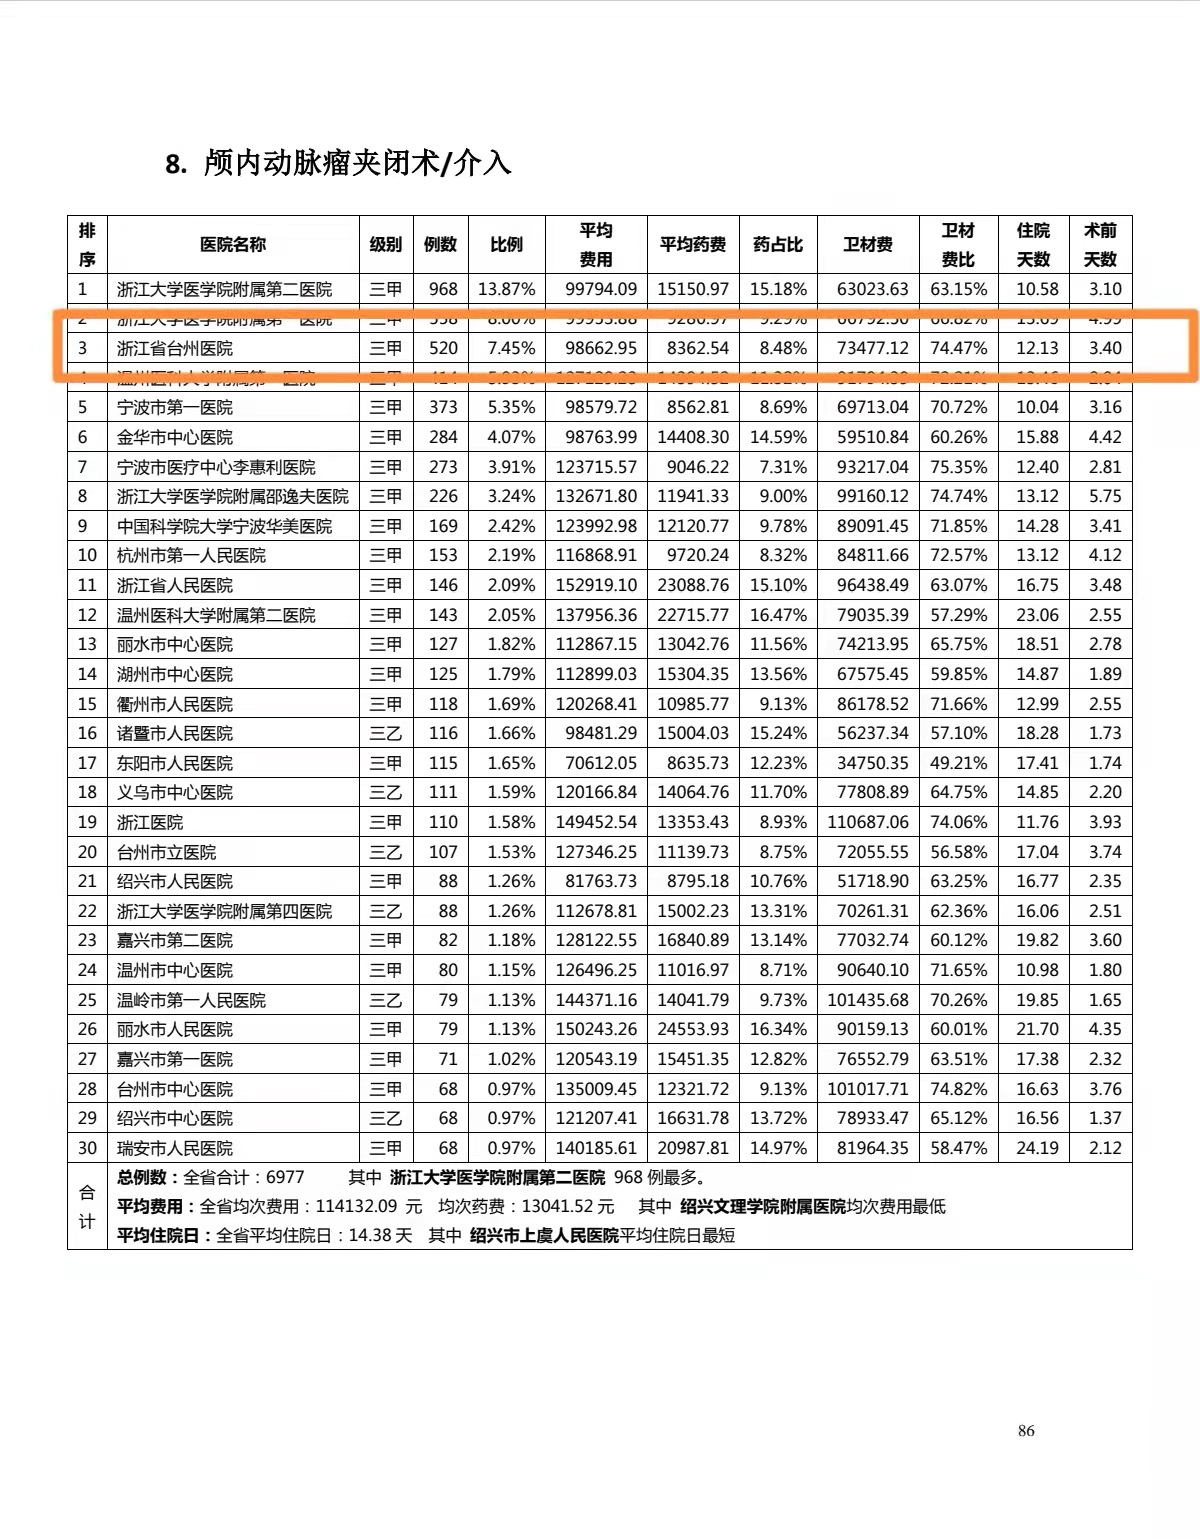 8. 颅内动脉瘤夹闭术/介入
排序 医院名称 级别 例数 比例 平均费用 平均药费 药占比 卫材费 卫材费比 住院天数 术前天数
1 浙江大学医学院附属第二医院 三甲 968 13.87% 99794.09 15150.97 15.18% 63023.63 63.15% 10.58 3.10
2 浙江大学医学院附属第一医院 三甲 558 8.00% 99953.88 9280.97 9.29%
3 浙江省台州医院 三甲 520 7.45% 98662.95 8362.54 8.48% 73477.12 74.47% 12.13 3.40
4 温州医科大学附属第一医院 三甲
5 宁波市第一医院 三甲 373 5.35% 98579.72 8562.81 8.69% 69713.04 70.72% 10.04 3.16
6 金华市中心医院 三甲 284 4.07% 98763.99 14408.30 14.59% 59510.84 60.26% 15.88 4.42
7 宁波市医疗中心李惠利医院 三甲 273 3.91% 123715.57 9046.22 7.31% 93217.04 75.35% 12.40 2.81
8 浙江大学医学院附属邵逸夫医院 三甲 226 3.24% 132671.80 11941.33 9.00% 99160.12 74.74% 13.12 5.75
9 中国科学院大学宁波华美医院 三甲 169 2.42% 123992.98 12120.77 9.78% 89091.45 71.85% 14.28 3.41
10 杭州市第一人民医院 三甲 153 2.19% 116868.91 9720.24 8.32% 84811.66 72.57% 13.12 4.12
11 浙江省人民医院 三甲 146 2.09% 152919.10 23088.76 15.10% 96438.49 63.07% 16.75 3.48
12 温州医科大学附属第二医院 三甲 143 2.05% 137956.36 22715.77 16.47% 79035.39 57.29% 23.06 2.55
13 丽水市中心医院 三甲 127 1.82% 112867.15 13042.76 11.56% 74213.95 65.75% 18.51 2.78
14 湖州市中心医院 三甲 125 1.79% 112899.03 15304.35 13.56% 67575.45 59.85% 14.87 1.89
15 衢州市人民医院 三甲 118 1.69% 120268.41 10985.77 9.13% 86178.52 71.66% 12.99 2.55
16 诸暨市人民医院 三乙 116 1.66% 98481.29 15004.03 15.24% 56237.34 57.10% 18.28 1.73
17 东阳市人民医院 三甲 115 1.65% 70612.05 8635.73 12.23% 34750.35 49.21% 17.41 1.74
18 义乌市中心医院 三乙 111 1.59% 120166.84 14064.76 11.70% 77808.89 64.75% 14.85 2.20
19 浙江医院 三甲 110 1.58% 149452.54 13353.43 8.93% 110687.06 74.06% 11.76 3.93
20 台州市立医院 三乙 107 1.53% 127346.25 11139.73 8.75% 72055.55 56.58% 17.04 3.74
21 绍兴市人民医院 三甲 88 1.26% 81763.73 8795.18 10.76% 51718.90 63.25% 16.77 2.35
22 浙江大学医学院附属第四医院 三乙 88 1.26% 112678.81 15002.23 13.31% 70261.31 62.36% 16.06 2.51
23 嘉兴市第二医院 三甲 82 1.18% 128122.55 16840.89 13.14% 77032.74 60.12% 19.82 3.60
24 温州市中心医院 三甲 80 1.15% 126496.25 11016.97 8.71% 90640.10 71.65% 10.98 1.80
25 温岭市第一人民医院 三乙 79 1.13% 144371.16 14041.79 9.73% 101435.68 70.26% 19.85 1.65
26 丽水市人民医院 三甲 79 1.13% 150243.26 24553.93 16.34% 90159.13 60.01% 21.70 4.35
27 嘉兴市第一医院 三甲 71 1.02% 120543.19 15451.35 12.82% 76552.79 63.51% 17.38 2.32
28 台州市中心医院 三甲 68 0.97% 135009.45 12321.72 9.13% 101017.71 74.82% 16.63 3.76
29 绍兴市中心医院 三乙 68 0.97% 121207.41 16631.78 13.72% 78933.47 65.12% 16.56 1.37
30 瑞安市人民医院 三甲 68 0.97% 140185.61 20987.81 14.97% 81964.35 58.47% 24.19 2.12
合计 总例数：全省合计：6977 其中 浙江大学医学院附属第二医院 968 例最多。
平均费用：全省均次费用：114132.09 元 均次药费：13041.52 元 其中 绍兴文理学院附属医院均次费用最低
平均住院日：全省平均住院日：14.38 天 其中 绍兴市上虞人民医院平均住院日最短
86